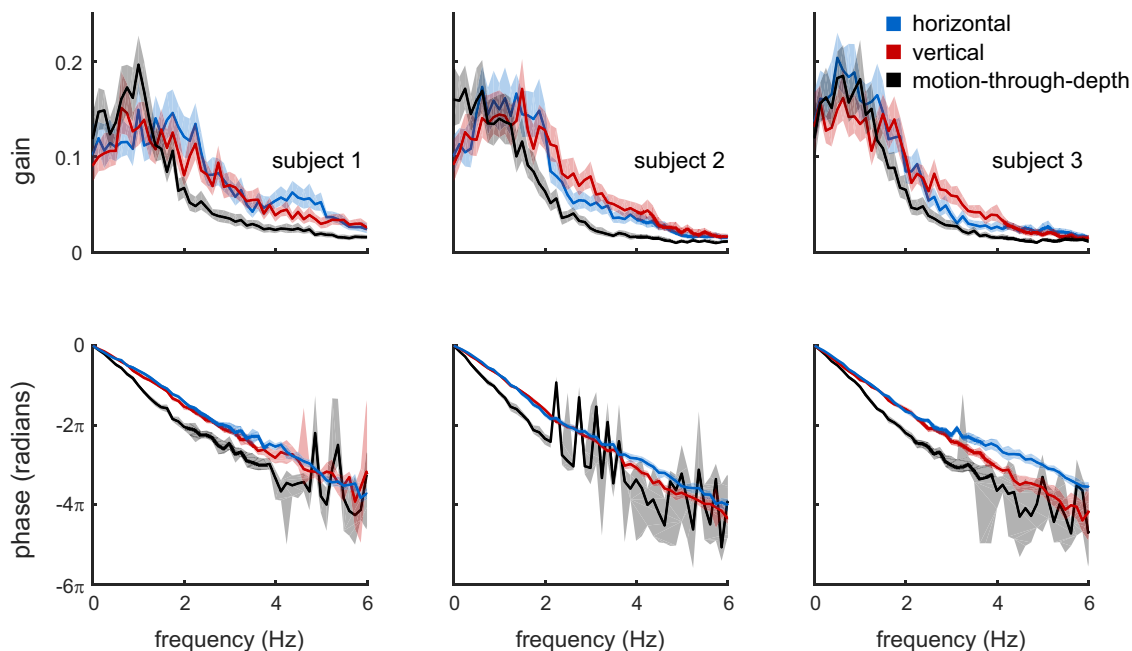 horizontal
vertical
motion-through-depth
gain
0.2
0.1
0
subject 1
subject 2
subject 3
phase (radians)
0
-2π
-4π
-6π
0 2 4 6
0 2 4 6
0 2 4 6
frequency (Hz)
frequency (Hz)
frequency (Hz)